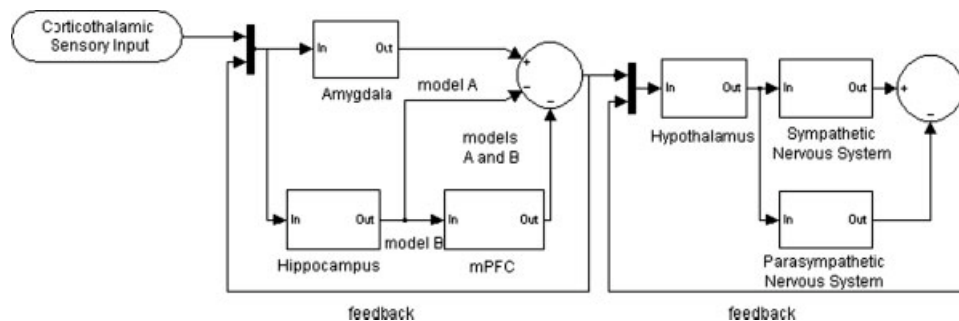 Corticothalamic
Sensory Input
In
Out
Amygdala
model A
+
−
−
models
A and B
In
Out
Hippocampus
model B
In
Out
mPFC
feedback
In
Out
Hypothalamus
In
Out
Sympathetic
Nervous System
+
−
In
Out
Parasympathetic
Nervous System
feedback